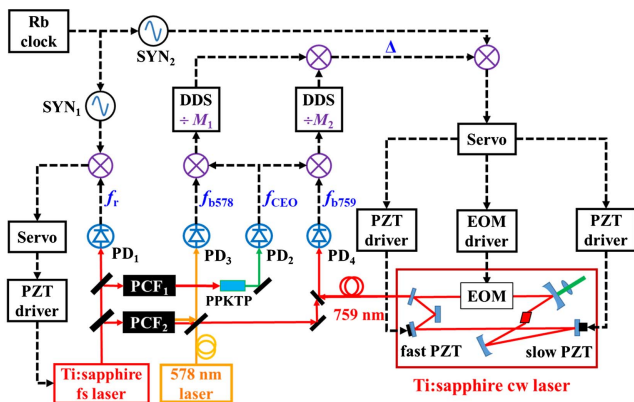 Rb
clock
SYN2
Δ
SYN1
DDS
÷ M1
DDS
÷ M2
Servo
fr
fb578
fCEO
fb759
Servo
PD1
PD3
PD2
PD4
PZT
driver
EOM
driver
PZT
driver
PZT
driver
PCF1
PPKTP
PCF2
759 nm
EOM
fast PZT
slow PZT
Ti:sapphire
fs laser
578 nm
laser
Ti:sapphire cw laser